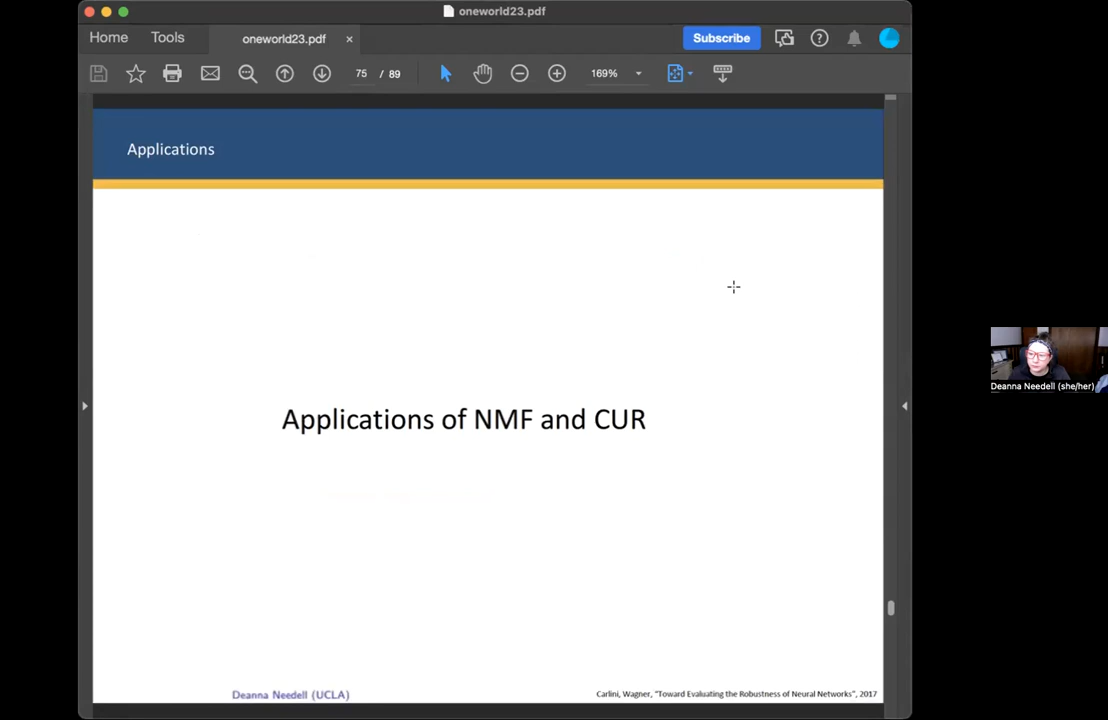 oneworld23.pdf
Home Tools oneworld23.pdf × Subscribe
75 / 89 169%
Applications
Applications of NMF and CUR
Deanna Needell (she/her)
Deanna Needell (UCLA)
Carlini, Wagner, "Toward Evaluating the Robustness of Neural Networks", 2017